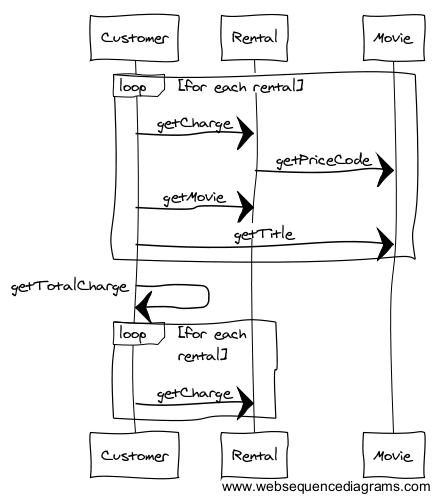 Customer
Rental
Movie
loop
[for each rental]
getCharge
getPriceCode
getMovie
getTitle
getTotalCharge
loop
[for each
rental]
getCharge
Customer
Rental
Movie
www.websequencediagrams.com